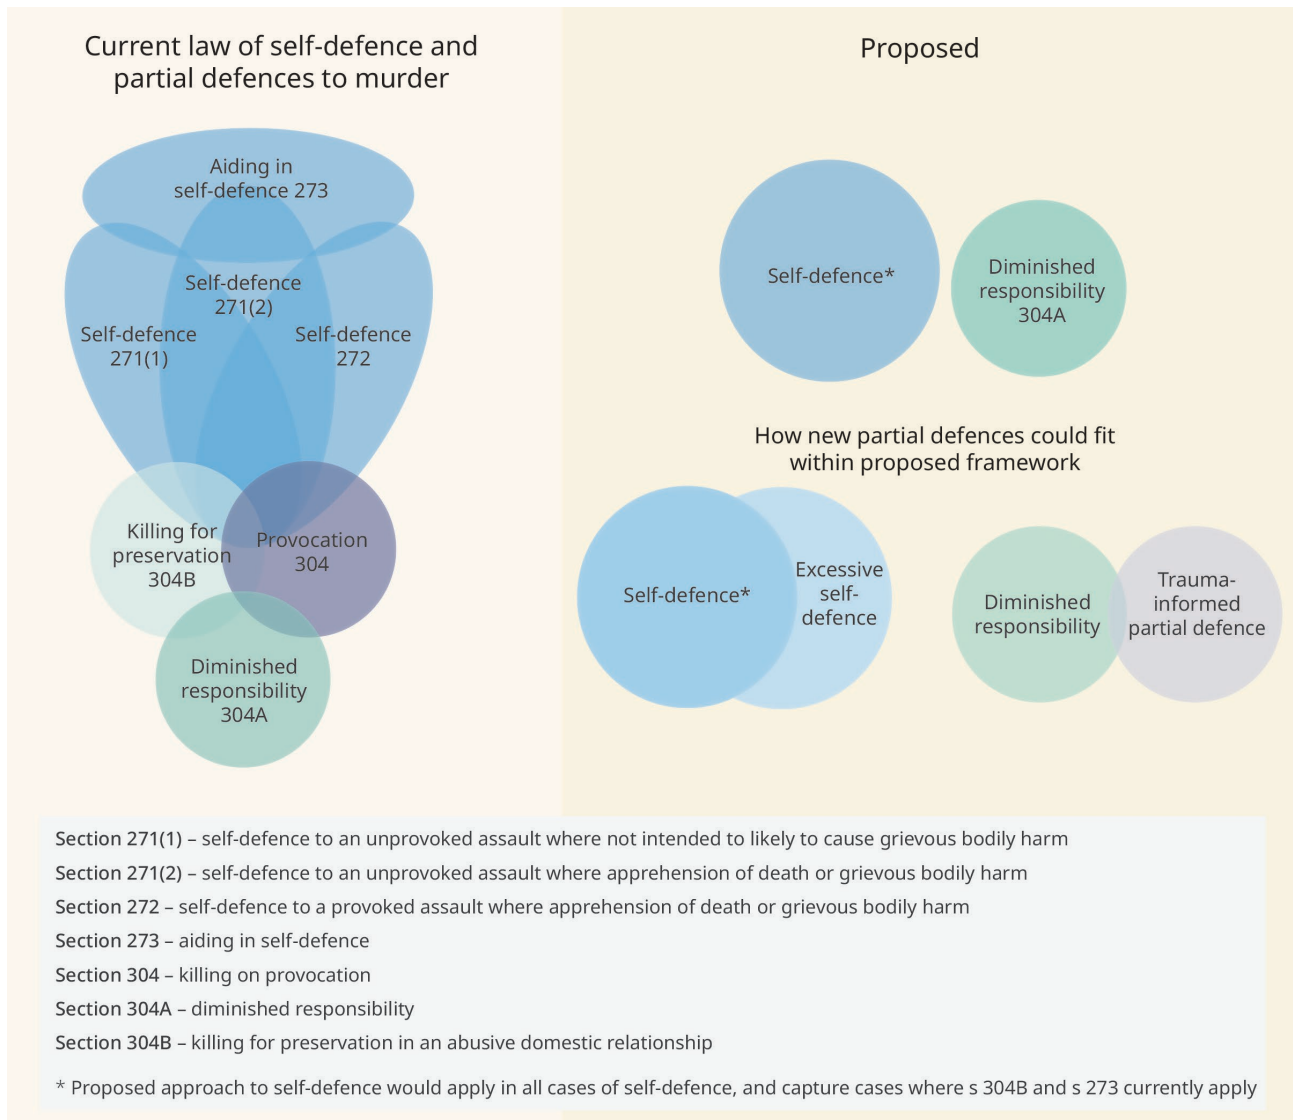 Current law of self-defence and
partial defences to murder
Aiding in
self-defence 273
Self-defence
271(2)
Self-defence
271(1)
Self-defence
272
Killing for
preservation
304B
Provocation
304
Diminished
responsibility
304A
Proposed
Self-defence*
Diminished
responsibility
304A
How new partial defences could fit
within proposed framework
Self-defence*
Excessive
self-
defence
Diminished
responsibility
Trauma-
informed
partial defence
Section 271(1) – self-defence to an unprovoked assault where not intended to likely to cause grievous bodily harm
Section 271(2) – self-defence to an unprovoked assault where apprehension of death or grievous bodily harm
Section 272 – self-defence to a provoked assault where apprehension of death or grievous bodily harm
Section 273 – aiding in self-defence
Section 304 – killing on provocation
Section 304A – diminished responsibility
Section 304B – killing for preservation in an abusive domestic relationship
* Proposed approach to self-defence would apply in all cases of self-defence, and capture cases where s 304B and s 273 currently apply